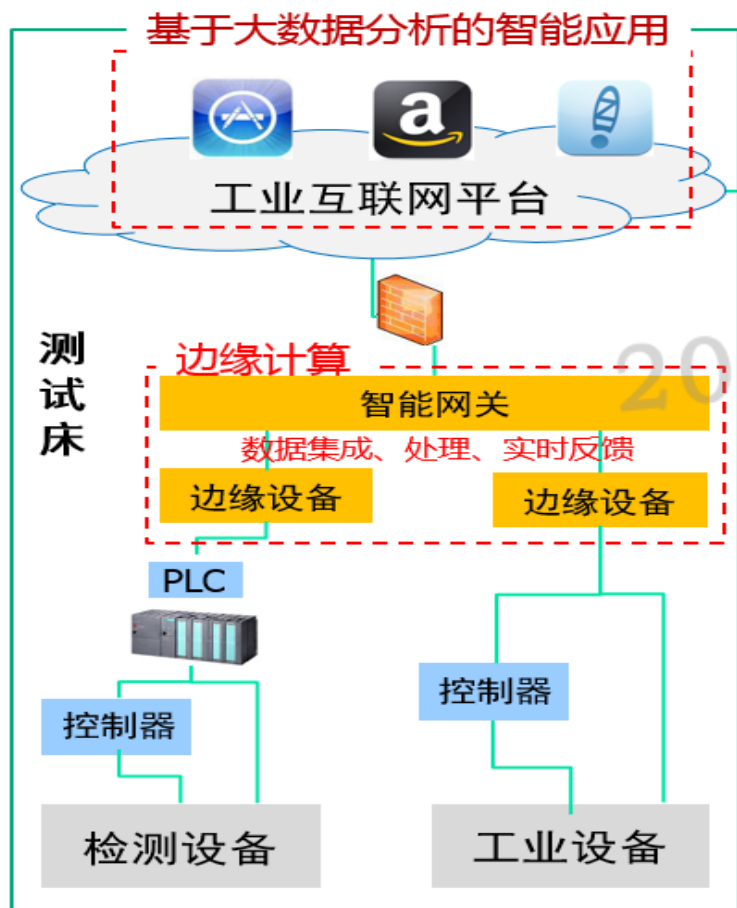 基于大数据分析的智能应用
a
工业互联网平台
测
试
床
边缘计算
20
智能网关
数据集成、处理、实时反馈
边缘设备
边缘设备
PLC
控制器
控制器
检测设备
工业设备